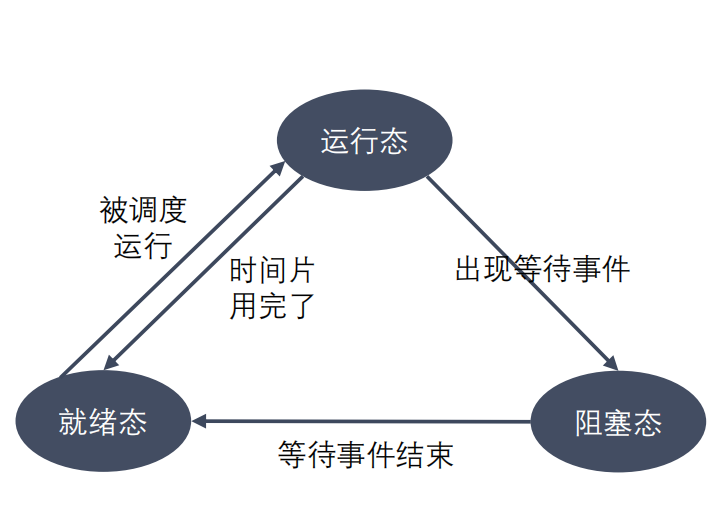 运行态
被调度
运行
时间片
用完了
出现等待事件
就绪态
阻塞态
等待事件结束